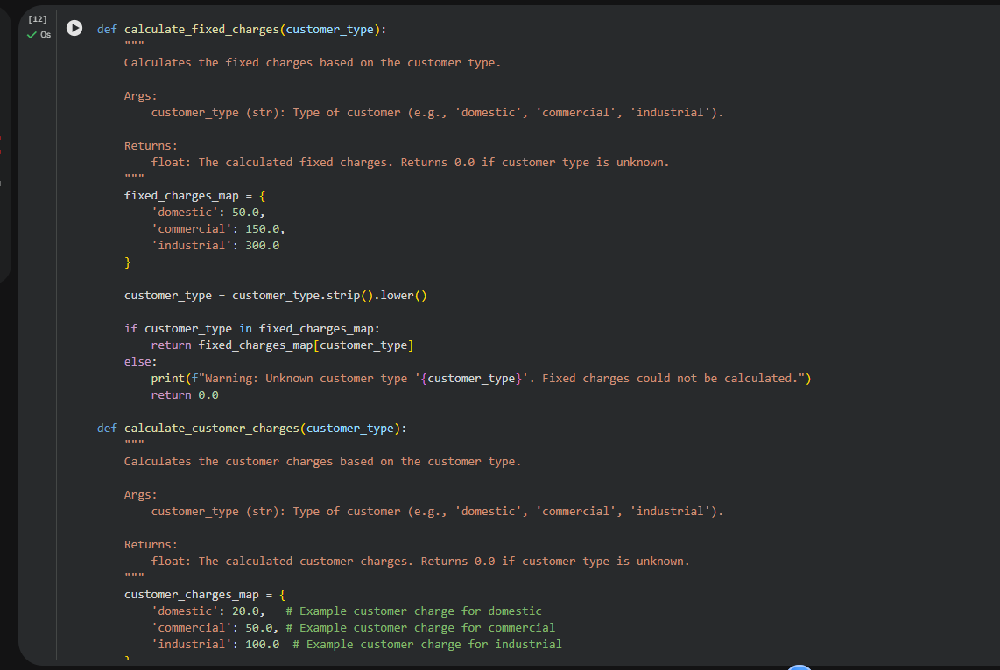 [12]
0s
def calculate_fixed_charges(customer_type):
    """
    Calculates the fixed charges based on the customer type.

    Args:
        customer_type (str): Type of customer (e.g., 'domestic', 'commercial', 'industrial').

    Returns:
        float: The calculated fixed charges. Returns 0.0 if customer type is unknown.
    """
    fixed_charges_map = {
        'domestic': 50.0,
        'commercial': 150.0,
        'industrial': 300.0
    }

    customer_type = customer_type.strip().lower()

    if customer_type in fixed_charges_map:
        return fixed_charges_map[customer_type]
    else:
        print(f"Warning: Unknown customer type '{customer_type}'. Fixed charges could not be calculated.")
        return 0.0

def calculate_customer_charges(customer_type):
    """
    Calculates the customer charges based on the customer type.

    Args:
        customer_type (str): Type of customer (e.g., 'domestic', 'commercial', 'industrial').

    Returns:
        float: The calculated customer charges. Returns 0.0 if customer type is unknown.
    """
    customer_charges_map = {
        'domestic': 20.0,   # Example customer charge for domestic
        'commercial': 50.0, # Example customer charge for commercial
        'industrial': 100.0  # Example customer charge for industrial
    }